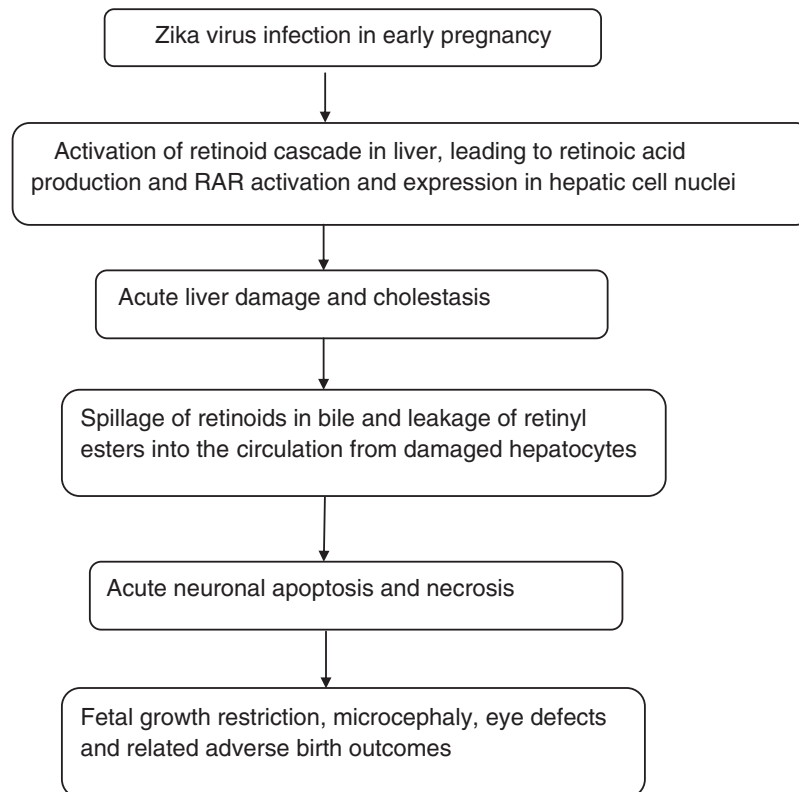 Zika virus infection in early pregnancy
Activation of retinoid cascade in liver, leading to retinoic acid
production and RAR activation and expression in hepatic cell nuclei
Acute liver damage and cholestasis
Spillage of retinoids in bile and leakage of retinyl
esters into the circulation from damaged hepatocytes
Acute neuronal apoptosis and necrosis
Fetal growth restriction, microcephaly, eye defects
and related adverse birth outcomes